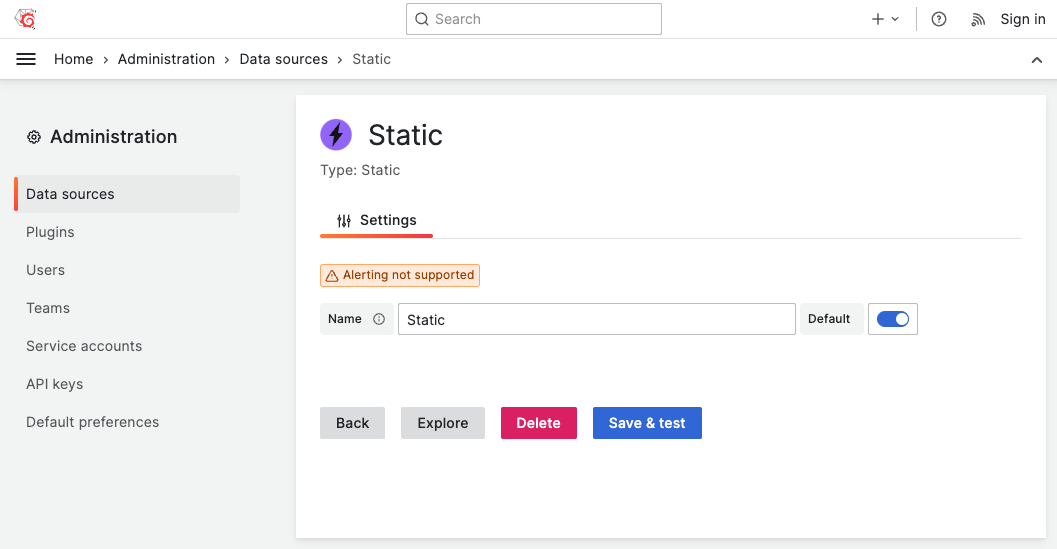 Search
Sign in
Home › Administration › Data sources › Static
Administration
Data sources
Plugins
Users
Teams
Service accounts
API keys
Default preferences
Static
Type: Static
Settings
Alerting not supported
Name Static Default
Back Explore Delete Save & test